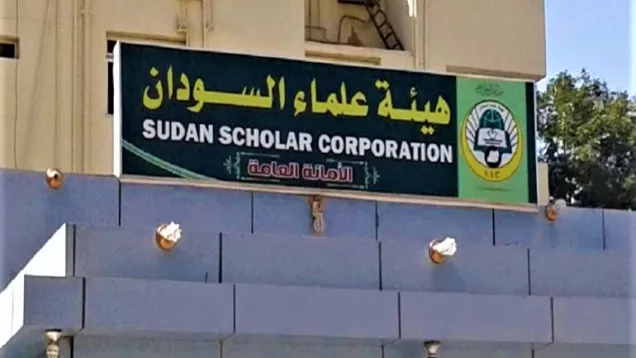 هيئة علماء السودان
SUDAN SCHOLAR CORPORATION
الأمانة العامة
S.S.C